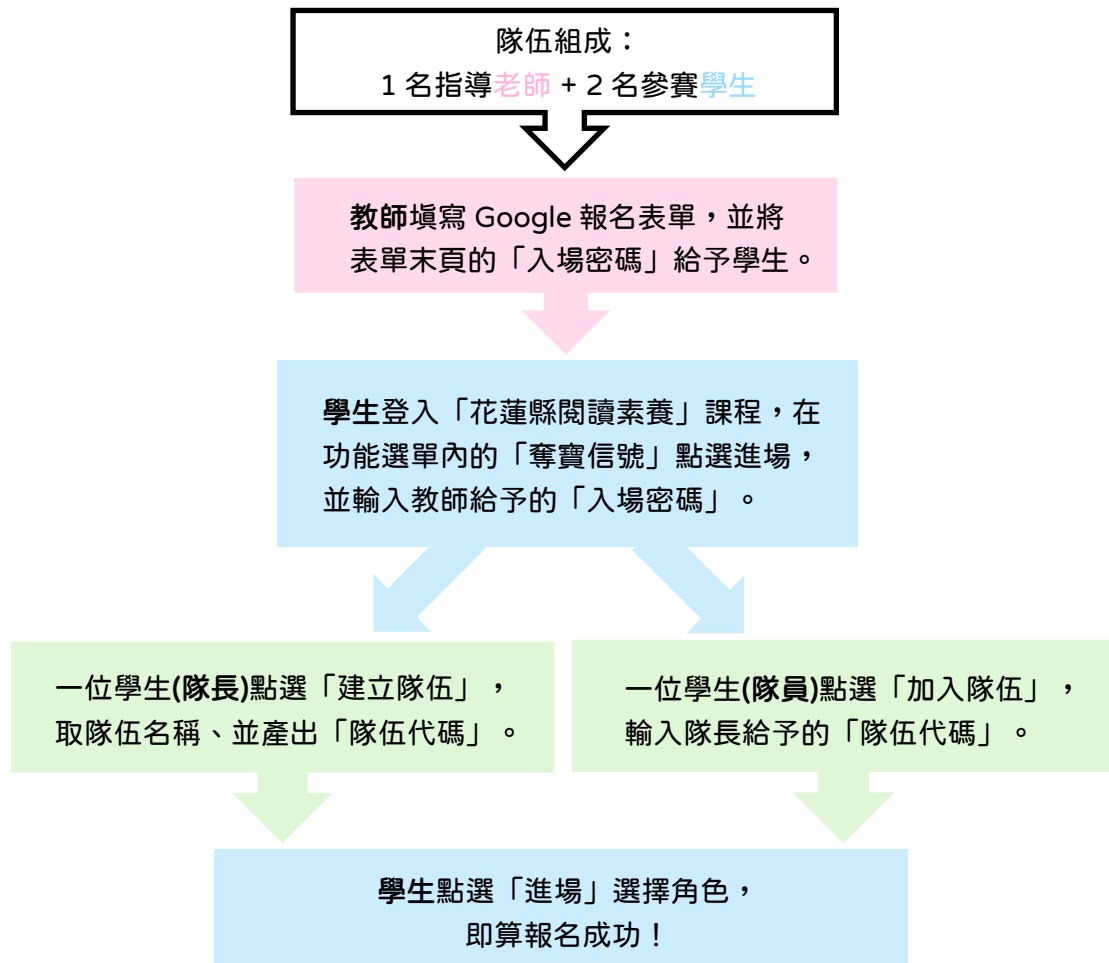 隊伍組成：
1 名指導老師 + 2 名參賽學生
教師填寫 Google 報名表單，並將
表單末頁的「入場密碼」給予學生。
學生登入「花蓮縣閱讀素養」課程，在
功能選單內的「奪寶信號」點選進場，
並輸入教師給予的「入場密碼」。
一位學生(隊長)點選「建立隊伍」，
取隊伍名稱、並產出「隊伍代碼」。
一位學生(隊員)點選「加入隊伍」，
輸入隊長給予的「隊伍代碼」。
學生點選「進場」選擇角色，
即算報名成功！